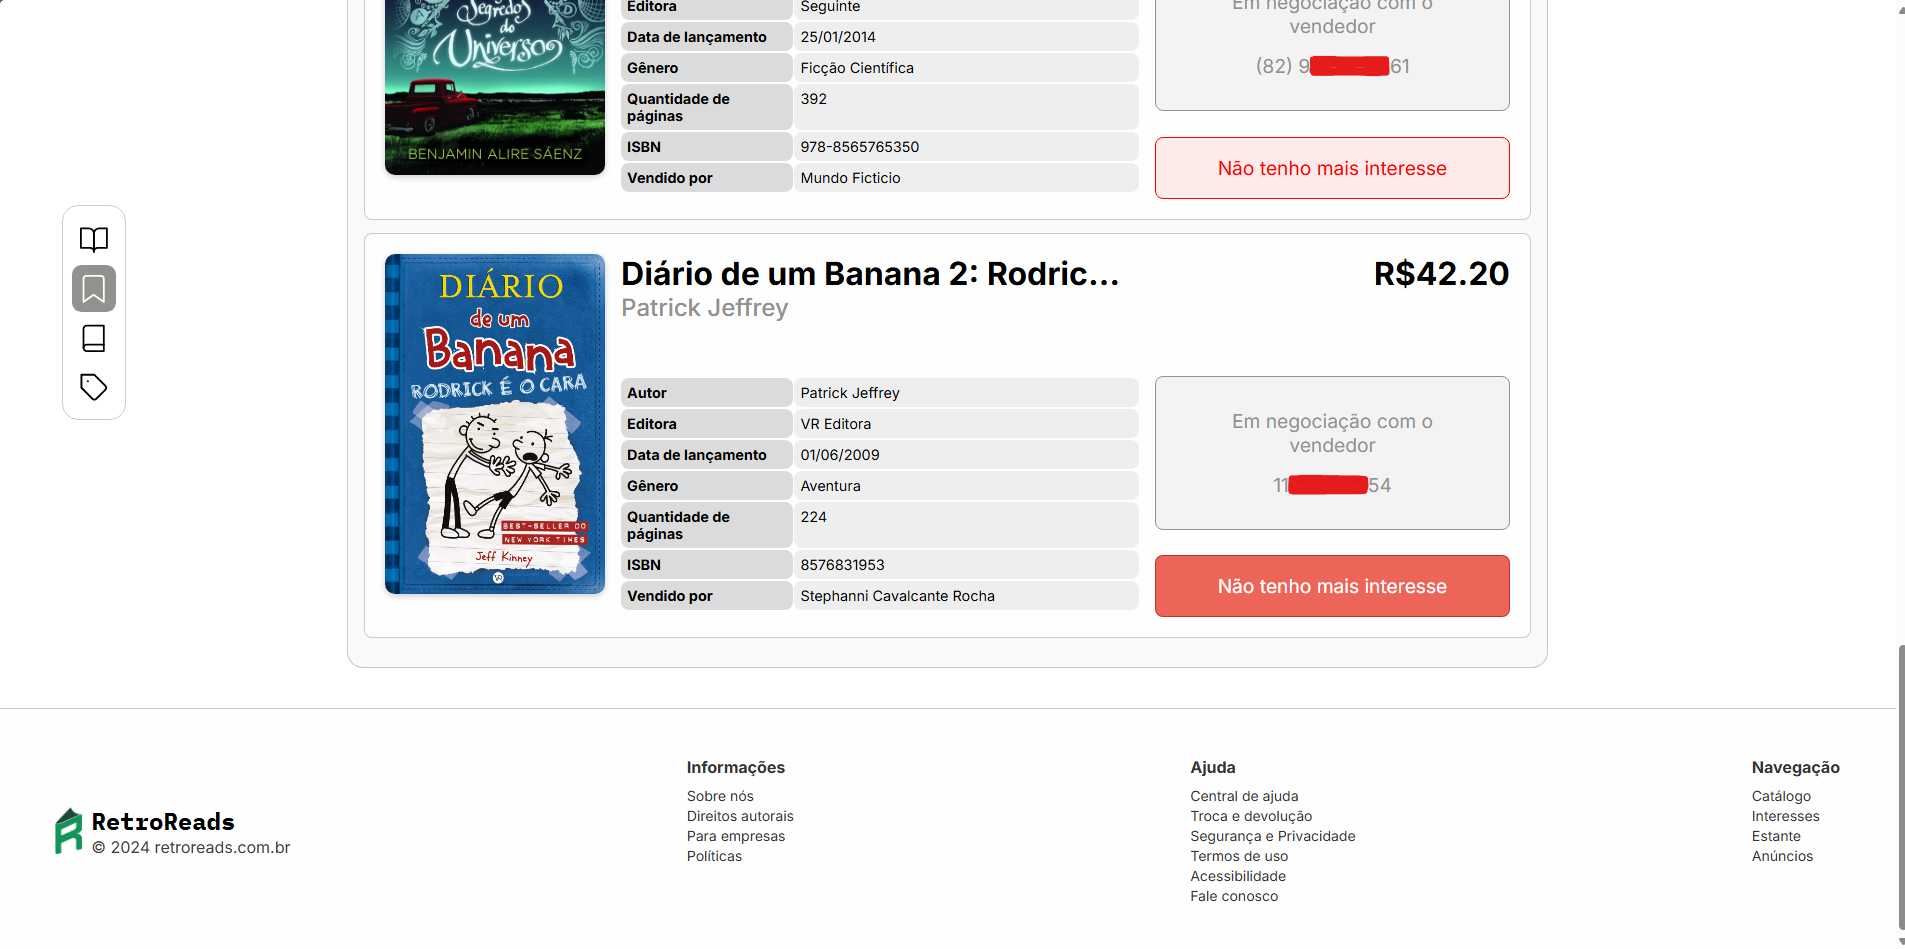 Segredos
do
Universo
BENJAMIN ALIRE SÁENZ
Editora Seguinte
Data de lançamento 25/01/2014
Gênero Ficção Científica
Quantidade de páginas 392
ISBN 978-8565765350
Vendido por Mundo Ficticio
Em negociação com o
vendedor
(82) 9 61
Não tenho mais interesse
DIÁRIO
de um
Banana
RODRICK É O CARA
BEST-SELLER DO
NEW YORK TIMES
Jeff Kinney
VR
Diário de um Banana 2: Rodric...
Patrick Jeffrey
R$42.20
Autor Patrick Jeffrey
Editora VR Editora
Data de lançamento 01/06/2009
Gênero Aventura
Quantidade de páginas 224
ISBN 8576831953
Vendido por Stephanni Cavalcante Rocha
Em negociação com o
vendedor
11 54
Não tenho mais interesse
RetroReads
© 2024 retroreads.com.br
Informações
Sobre nós
Direitos autorais
Para empresas
Políticas
Ajuda
Central de ajuda
Troca e devolução
Segurança e Privacidade
Termos de uso
Acessibilidade
Fale conosco
Navegação
Catálogo
Interesses
Estante
Anúncios